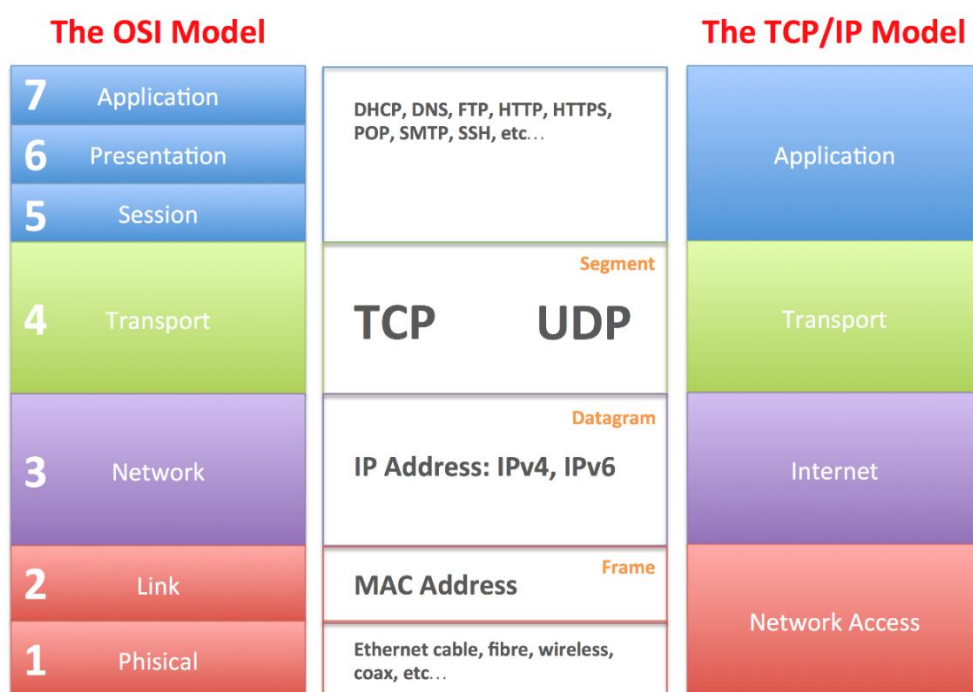 The OSI Model
The TCP/IP Model
7 Application
6 Presentation
5 Session
DHCP, DNS, FTP, HTTP, HTTPS,
POP, SMTP, SSH, etc...
Application
4 Transport
Segment
TCP UDP
Transport
3 Network
Datagram
IP Address: IPv4, IPv6
Internet
2 Link
Frame
MAC Address
1 Phisical
Ethernet cable, fibre, wireless,
coax, etc...
Network Access